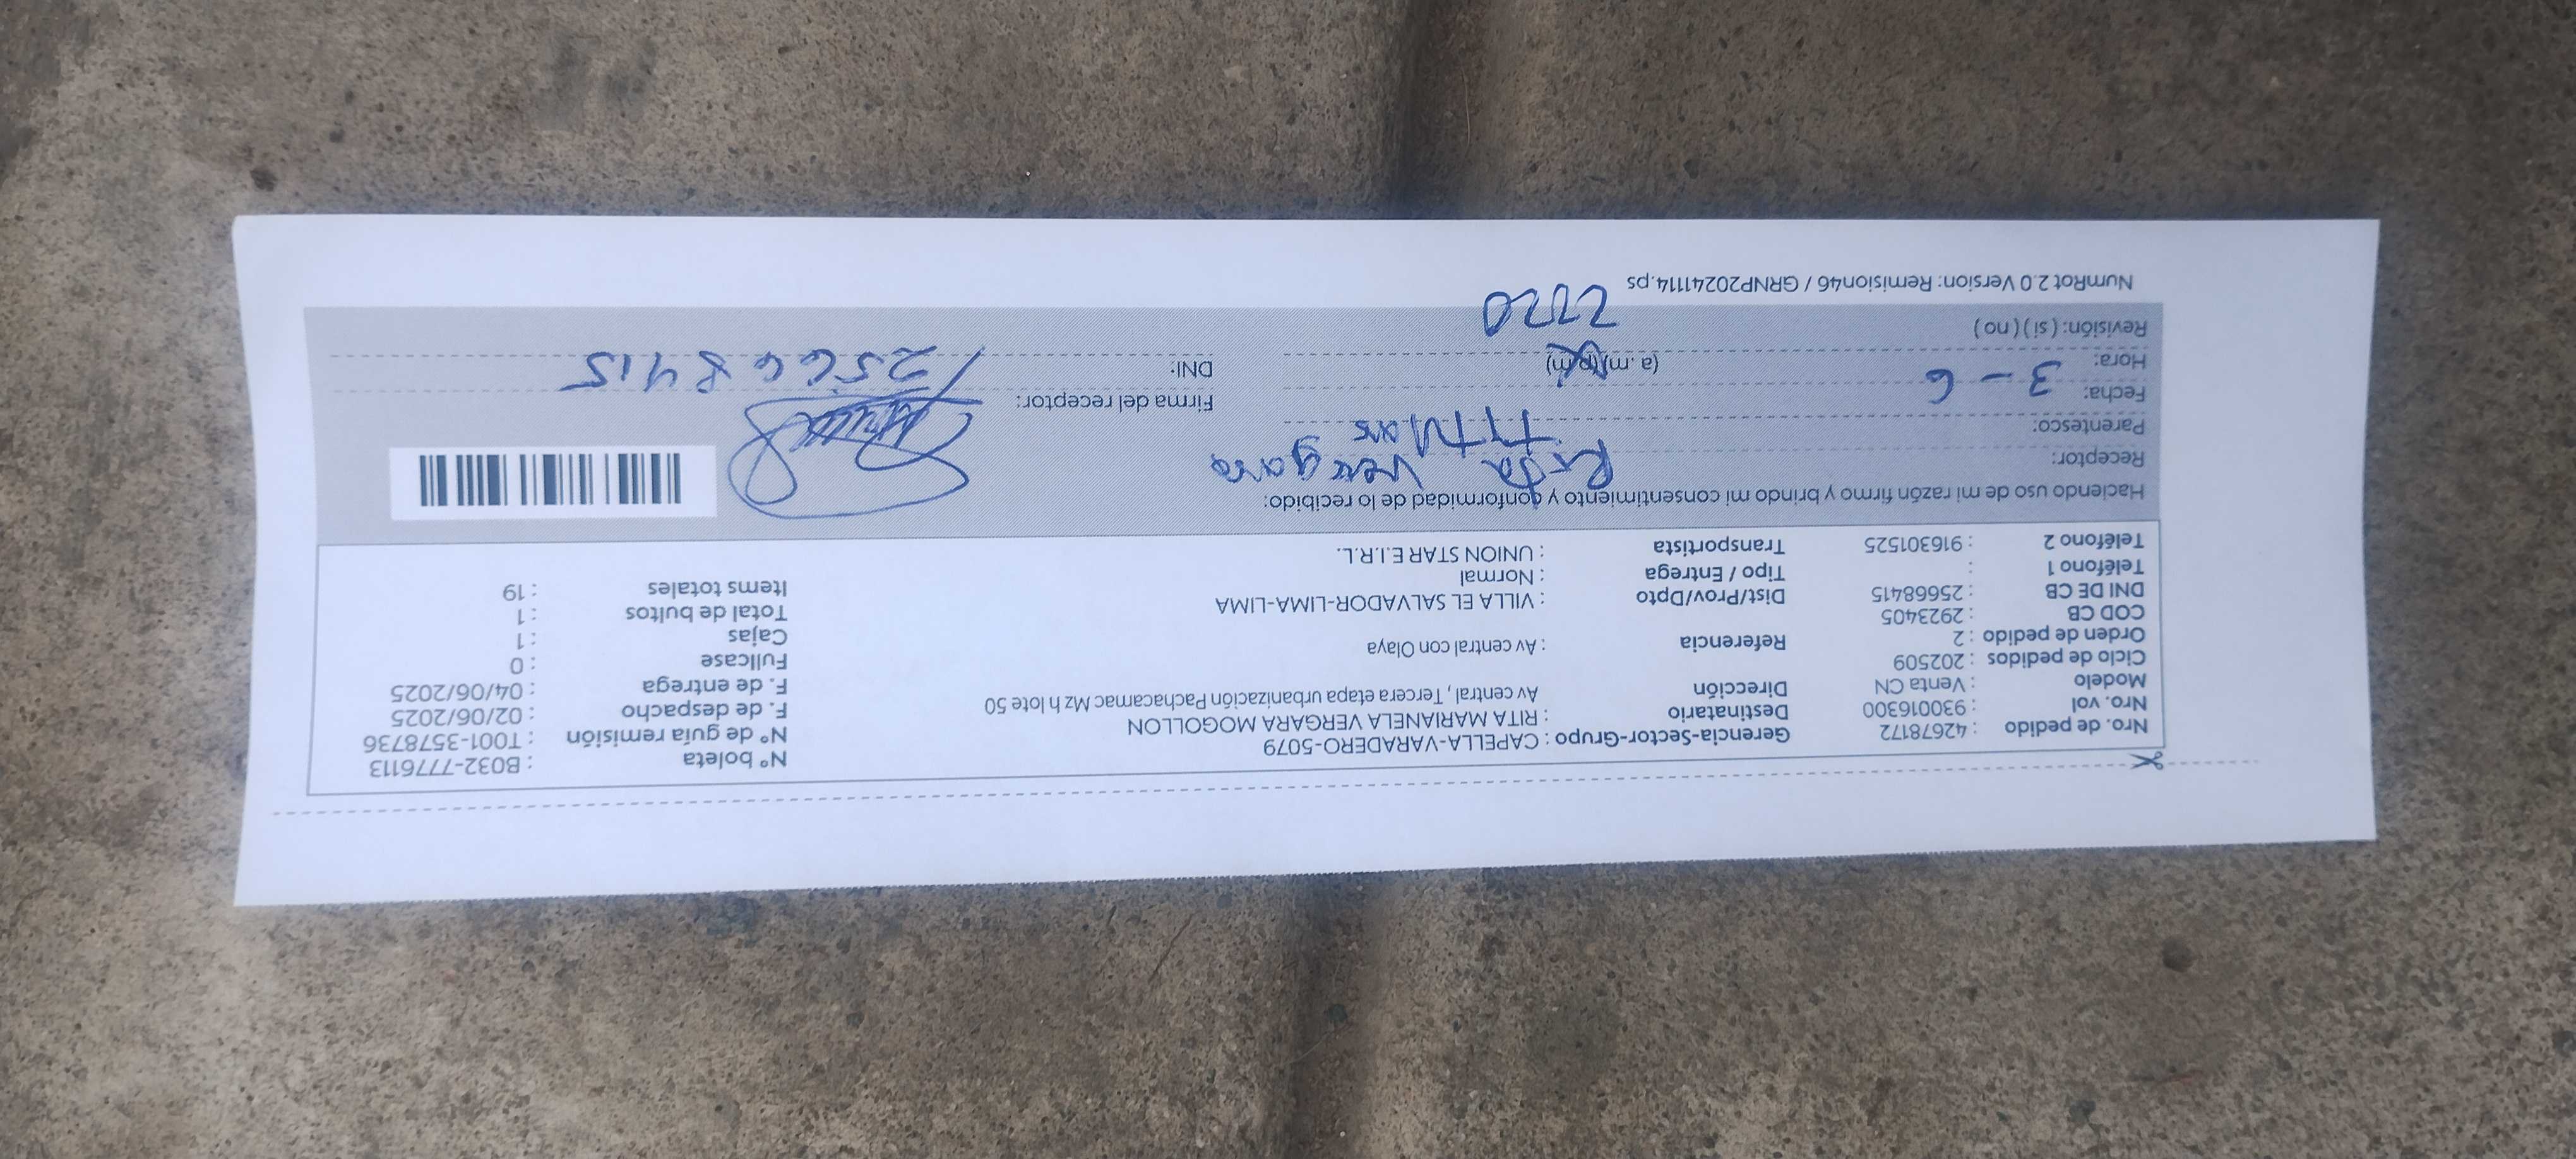 Nro. de pedido : 42678172 Gerencia-Sector-Grupo : CAPELLA-VARADERO-5079 N° boleta : B032-7776113
Nro. vol : 930016300 Destinatario : RITA MARIANELA VERGARA MOGOLLON N° de guía remisión : T001-3578736
Modelo : Venta CN Dirección Av central , Tercera etapa urbanización Pachacamac Mz h lote 50 F. de despacho : 02/06/2025
Ciclo de pedidos : 202509 F. de entrega : 04/06/2025
Orden de pedido : 2 Referencia : Av central con Olaya Fullcase : 0
COD CB : 2923405 Cajas : 1
DNI DE CB : 25668415 Dist/Prov/Dpto : VILLA EL SALVADOR-LIMA-LIMA Total de bultos : 1
Teléfono 1 : Tipo / Entrega : Normal Items totales : 19
Teléfono 2 : 916301525 Transportista : UNION STAR E.I.R.L.
Haciendo uso de mi razón firmo y brindo mi consentimiento y conformidad de lo recibido:
Receptor: Rita Vergara
Parentesco:
Fecha: 3-6 Firma del receptor:
Hora: (a. m) (p.m) DNI: 25668415
Revisión: ( si ) ( no )
NumRot 2.0 Version: Remision46 / GRNP20241114.ps